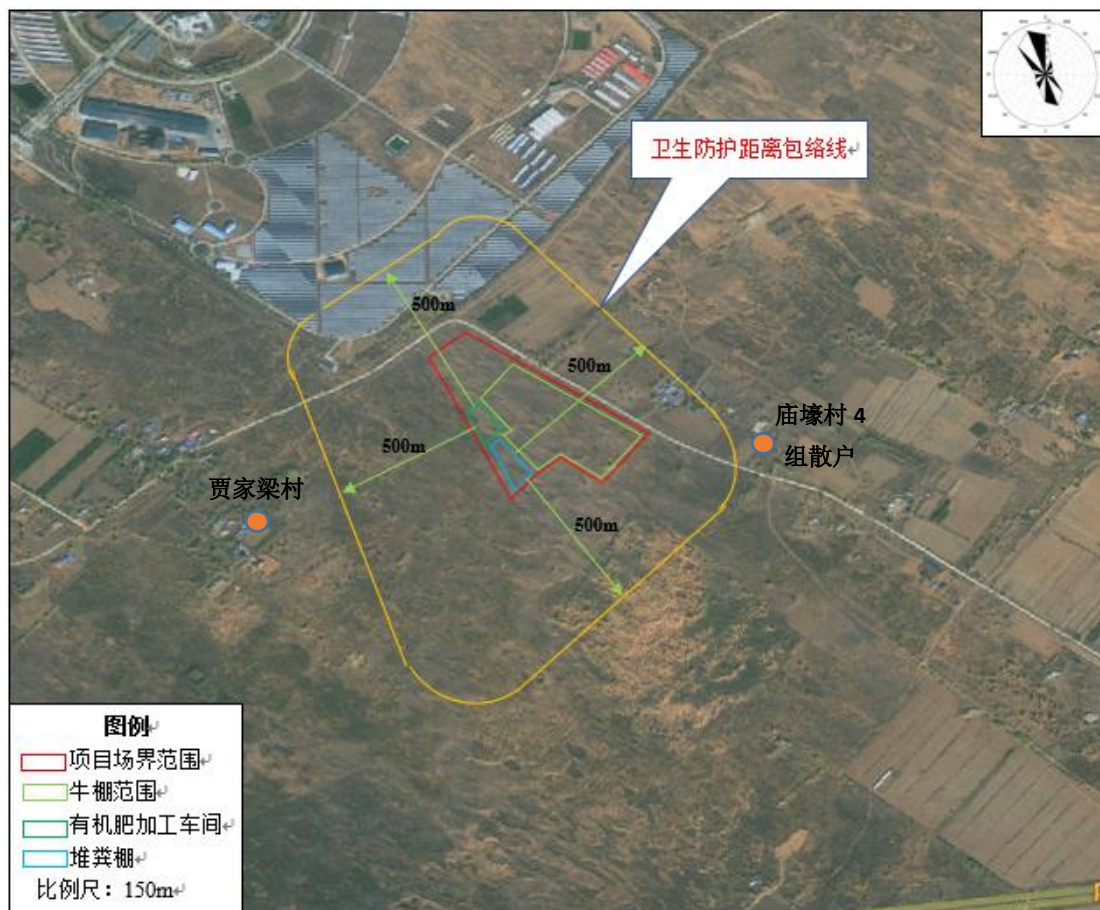 卫生防护距离包络线
500m
500m
500m
500m
庙壕村 4
组散户
贾家梁村
图例
项目场界范围
牛棚范围
有机肥加工车间
堆粪棚
比例尺：150m